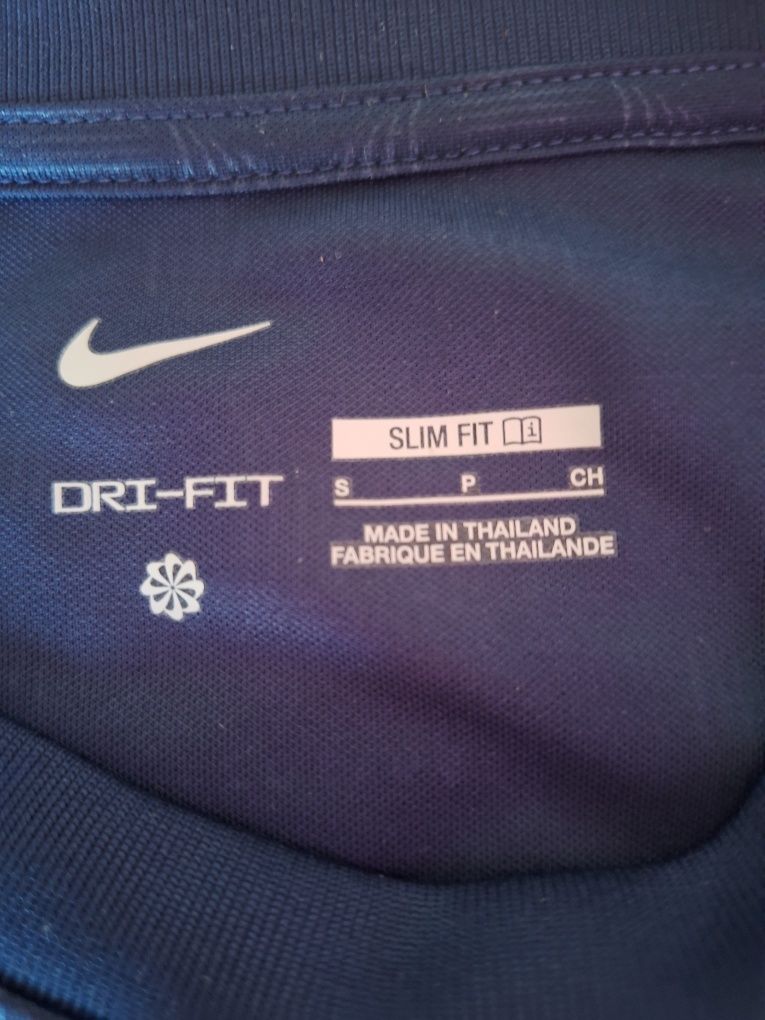 DRI-FIT
SLIM FIT
S P CH
MADE IN THAILAND
FABRIQUE EN THAILANDE